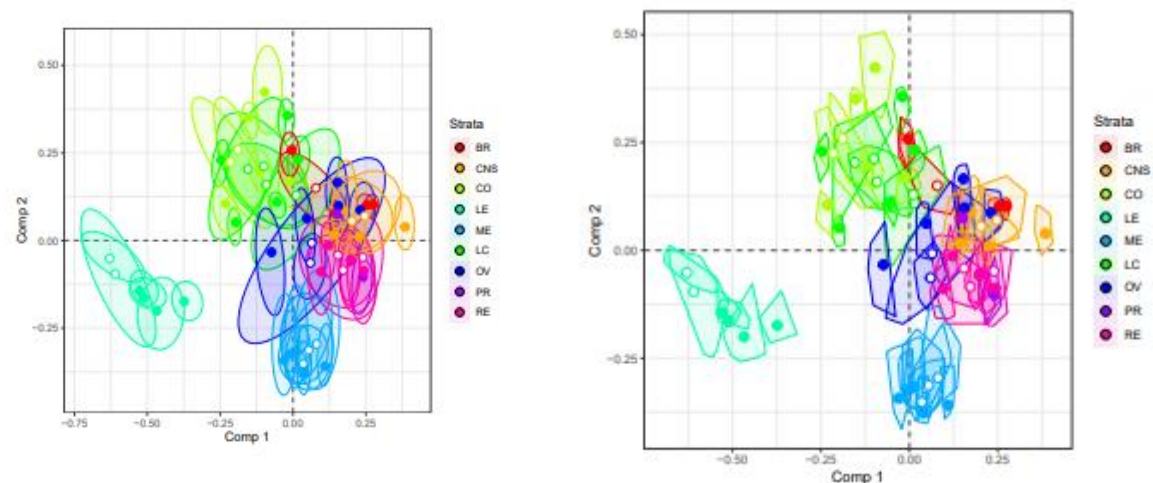 0.50
0.25
0.00
−0.25
Comp 2
−0.75
−0.50
−0.25
0.00
0.25
Comp 1
Strata
BR
CNS
CO
LE
ME
LC
OV
PR
RE
0.50
0.25
0.00
−0.25
Comp 2
−0.50
0.00
0.25
Comp 1
Strata
BR
CNS
CO
LE
ME
LC
OV
PR
RE